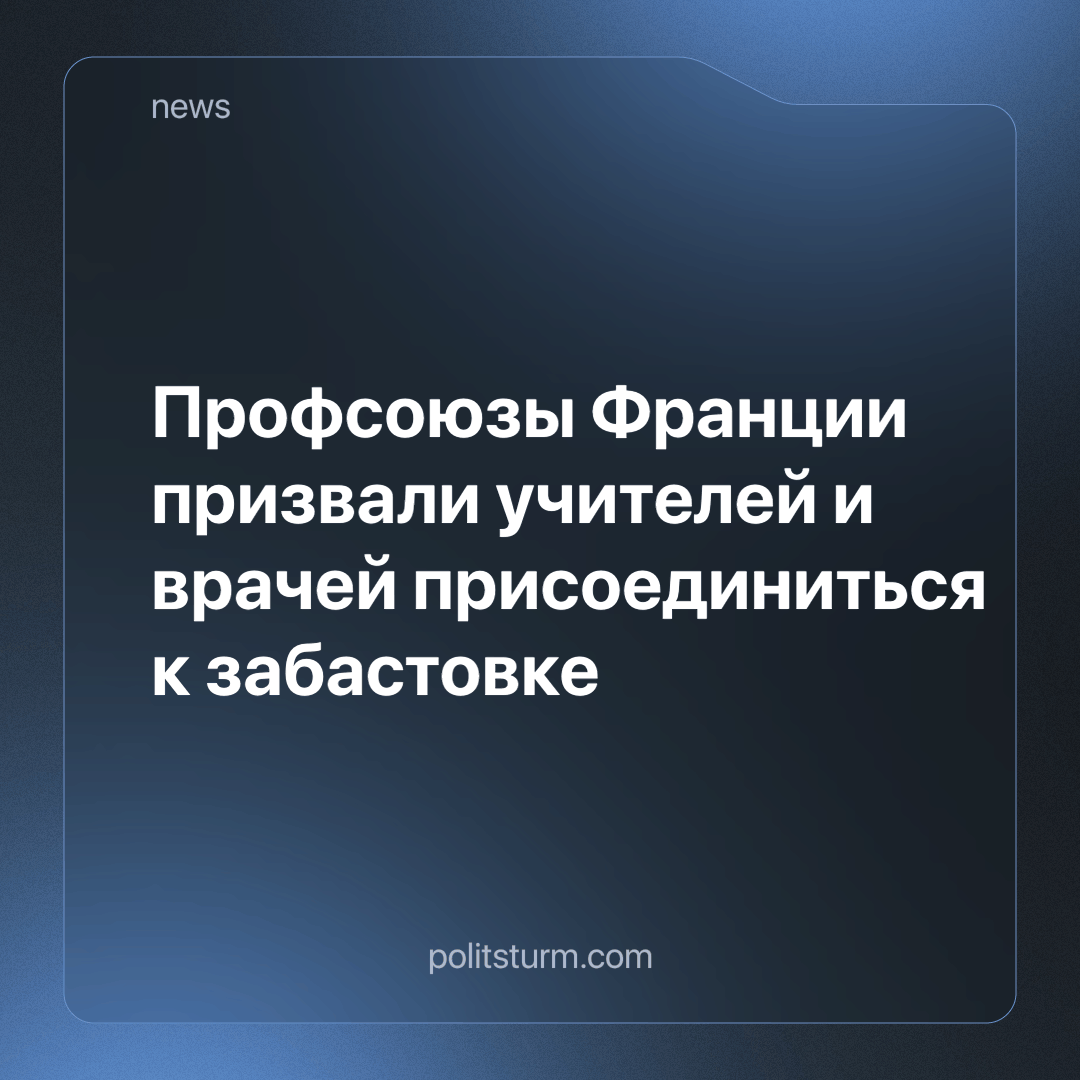 news
Профсоюзы Франции
призвали учителей и
врачей присоединиться
к забастовке
politsturm.com